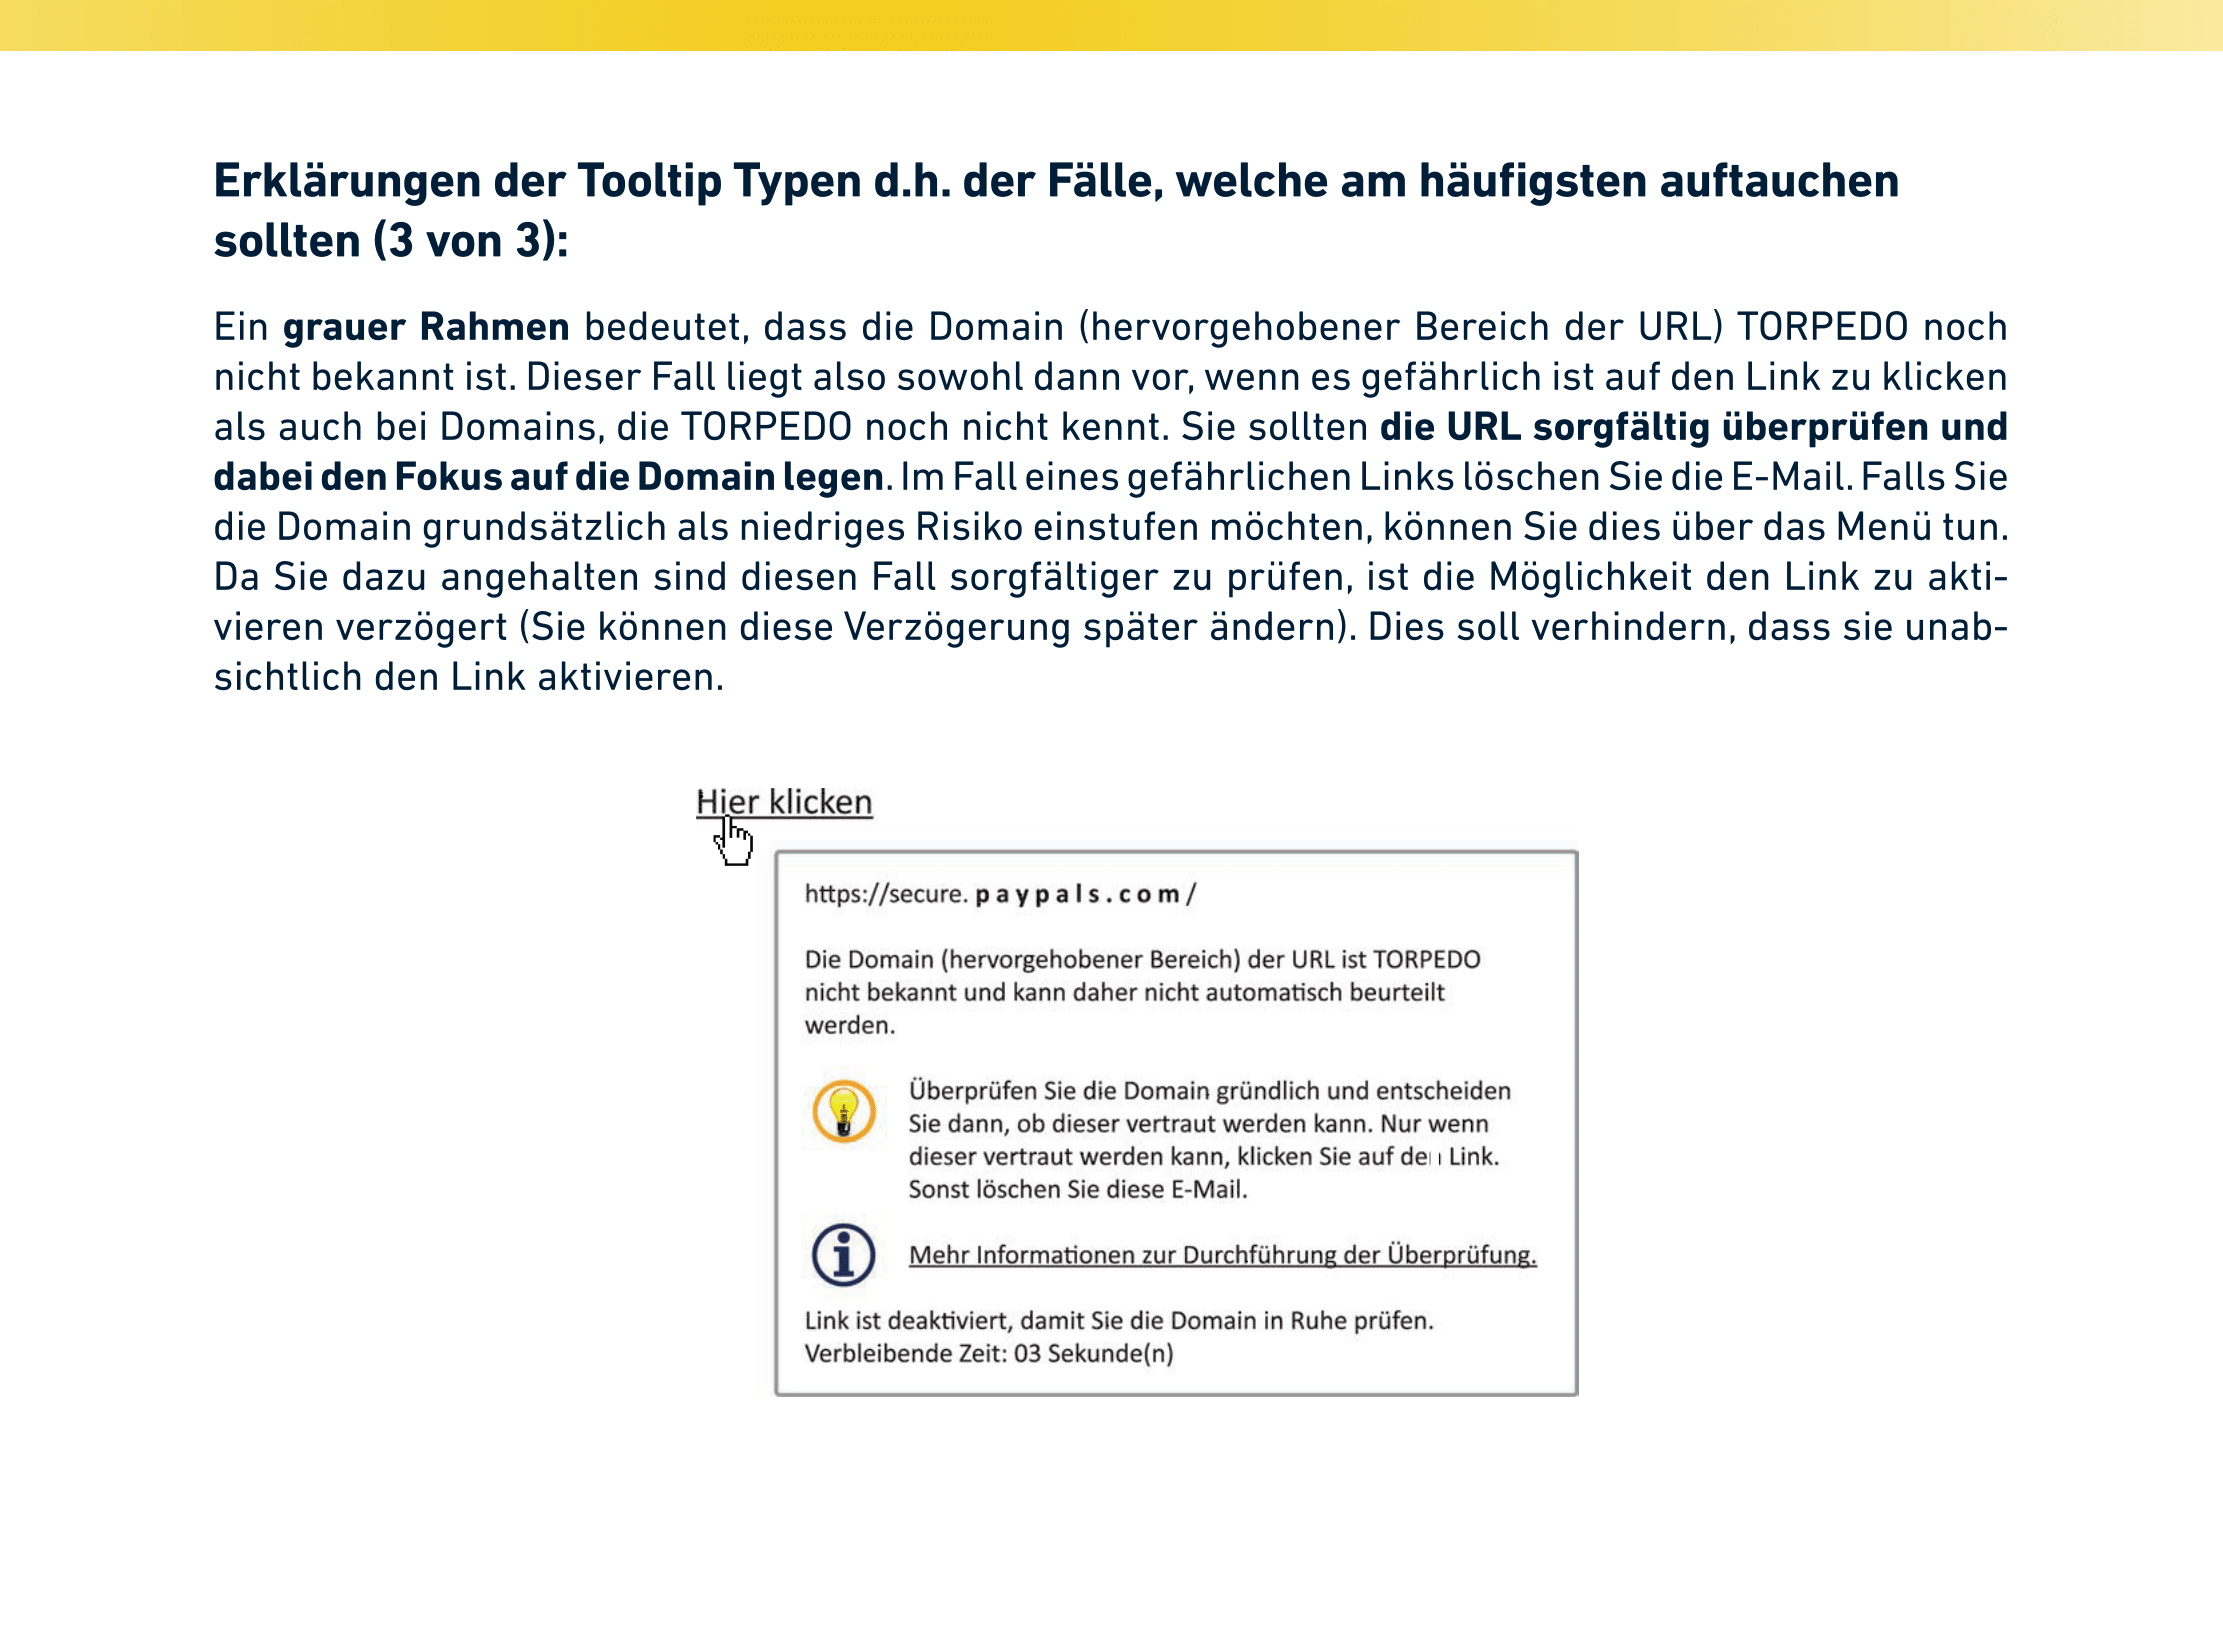 Erklärungen der Tooltip Typen d.h. der Fälle, welche am häufigsten auftauchen
sollten (3 von 3):
Ein grauer Rahmen bedeutet, dass die Domain (hervorgehobener Bereich der URL) TORPEDO noch
nicht bekannt ist. Dieser Fall liegt also sowohl dann vor, wenn es gefährlich ist auf den Link zu klicken
als auch bei Domains, die TORPEDO noch nicht kennt. Sie sollten die URL sorgfältig überprüfen und
dabei den Fokus auf die Domain legen. Im Fall eines gefährlichen Links löschen Sie die E-Mail. Falls Sie
die Domain grundsätzlich als niedriges Risiko einstufen möchten, können Sie dies über das Menü tun.
Da Sie dazu angehalten sind diesen Fall sorgfältiger zu prüfen, ist die Möglichkeit den Link zu akti-
vieren verzögert (Sie können diese Verzögerung später ändern). Dies soll verhindern, dass sie unab-
sichtlich den Link aktivieren.
Hier klicken
https://secure. paypals.com/
Die Domain (hervorgehobener Bereich) der URL ist TORPEDO
nicht bekannt und kann daher nicht automatisch beurteilt
werden.
Überprüfen Sie die Domain gründlich und entscheiden
Sie dann, ob dieser vertraut werden kann. Nur wenn
dieser vertraut werden kann, klicken Sie auf den Link.
Sonst löschen Sie diese E-Mail.
Mehr Informationen zur Durchführung der Überprüfung.
Link ist deaktiviert, damit Sie die Domain in Ruhe prüfen.
Verbleibende Zeit: 03 Sekunde(n)